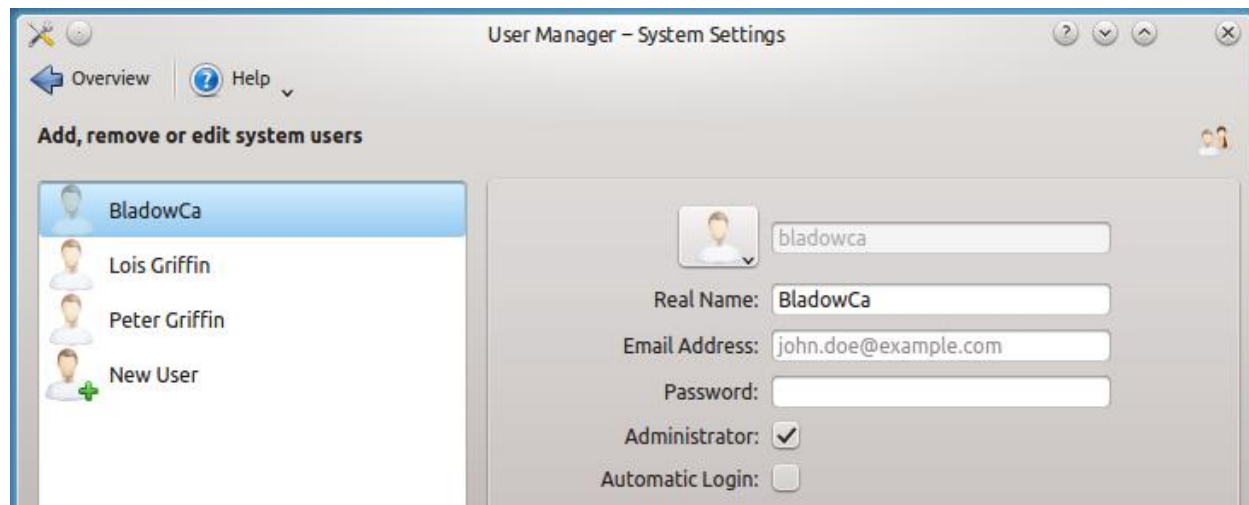 User Manager – System Settings
Overview Help
Add, remove or edit system users
BladowCa
Lois Griffin
Peter Griffin
New User
bladowca
Real Name: BladowCa
Email Address: john.doe@example.com
Password:
Administrator:
Automatic Login: